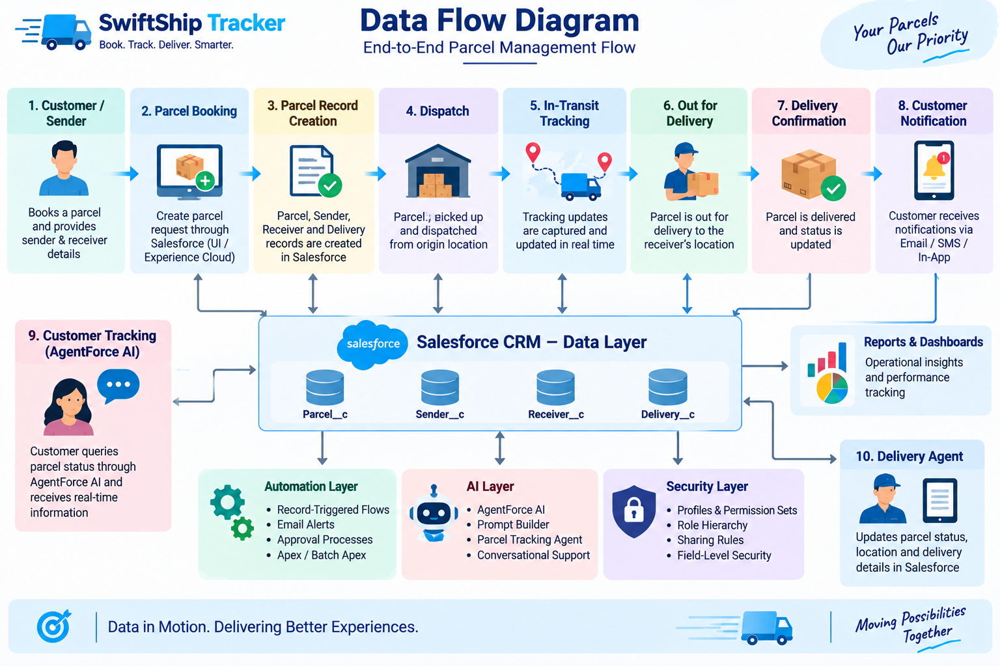 SwiftShip Tracker
Book. Track. Deliver. Smarter.
Data Flow Diagram
End-to-End Parcel Management Flow
Your Parcels
Our Priority
1. Customer /
Sender
Books a parcel
and provides
sender & receiver
details
2. Parcel Booking
Create parcel
request through
Salesforce (UI /
Experience Cloud)
3. Parcel Record
Creation
Parcel, Sender,
Receiver and Delivery
records are created
in Salesforce
4. Dispatch
Parcel picked up
and dispatched
from origin location
5. In-Transit
Tracking
Tracking updates
are captured and
updated in real time
6. Out for
Delivery
Parcel is out for
delivery to the
receiver's location
7. Delivery
Confirmation
Parcel is delivered
and status is
updated
8. Customer
Notification
1
Customer receives
notifications via
Email / SMS /
In-App
9. Customer Tracking
(AgentForce AI)
Customer queries
parcel status through
AgentForce AI and
receives real-time
information
salesforce
Salesforce CRM – Data Layer
Parcel__c
Sender__c
Receiver__c
Delivery__c
Reports & Dashboards
Operational insights
and performance
tracking
Automation Layer
• Record-Triggered Flows
• Email Alerts
• Approval Processes
• Apex / Batch Apex
AI Layer
• AgentForce AI
• Prompt Builder
• Parcel Tracking Agent
• Conversational Support
Security Layer
• Profiles & Permission Sets
• Role Hierarchy
• Sharing Rules
• Field-Level Security
10. Delivery Agent
Updates parcel status,
location and delivery
details in Salesforce
Data in Motion. Delivering Better Experiences.
Moving Possibilities
Together